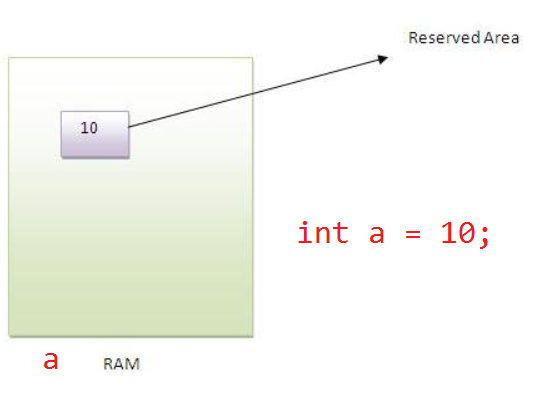 Reserved Area
10
int a = 10;
a RAM